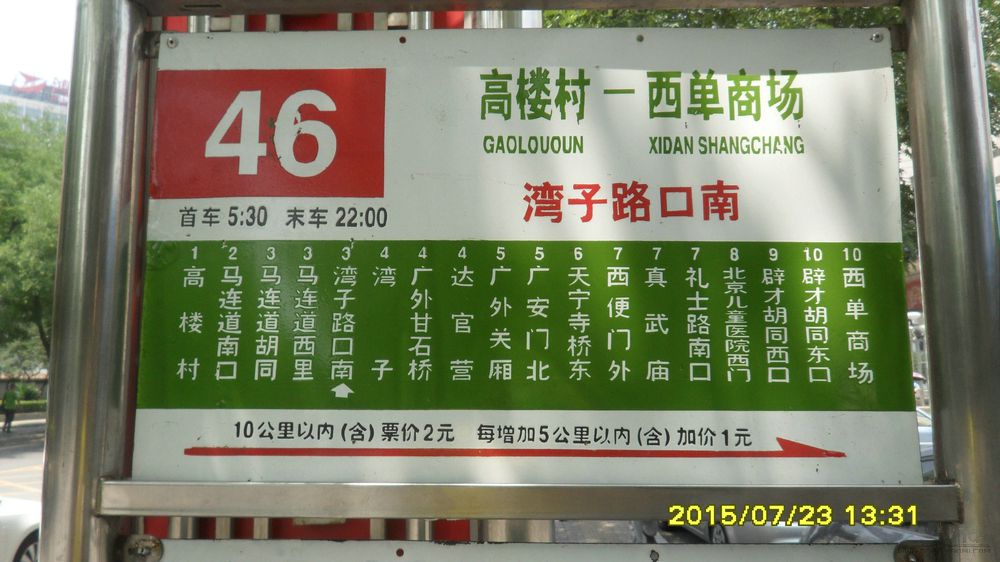 46
高楼村 — 西单商场
GAOLOUOUN XIDAN SHANGCHANG
湾子路口南
首车 5:30 末车 22:00
1 高楼村
2 马连道南口
3 马连道胡同
3 马连道西里
3 湾子路口南
4 湾子
4 广外甘石桥
4 达官营
5 广外关厢
5 广安门北
6 天宁寺桥东
7 西便门外
7 真武庙
7 礼士路南口
8 北京儿童医院西门
9 辟才胡同西口
10 辟才胡同东口
10 西单商场
10公里以内(含)票价2元 每增加5公里以内(含)加价1元
2015/07/23 13:31